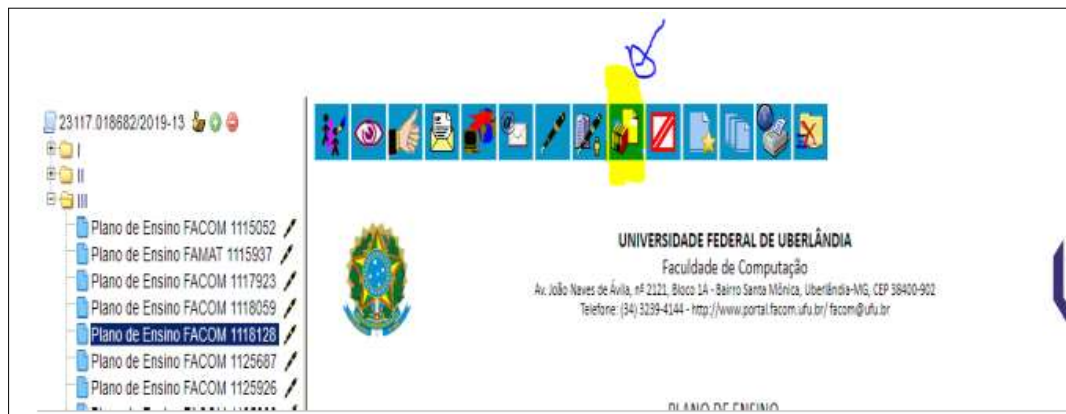 23117.018682/2019-13
I
II
III
Plano de Ensino FACOM 1115052
Plano de Ensino FAMAT 1115937
Plano de Ensino FACOM 1117923
Plano de Ensino FACOM 1118059
Plano de Ensino FACOM 1118128
Plano de Ensino FACOM 1125687
Plano de Ensino FACOM 1125926
UNIVERSIDADE FEDERAL DE UBERLÂNDIA
Faculdade de Computação
Av. João Naves de Ávila, nº 2121, Bloco 1A - Bairro Santa Mônica, Uberlândia-MG, CEP 38400-902
Telefone: (34) 3239-4144 - http://www.portal.facom.ufu.br/ facom@ufu.br
PLANO DE ENSINO